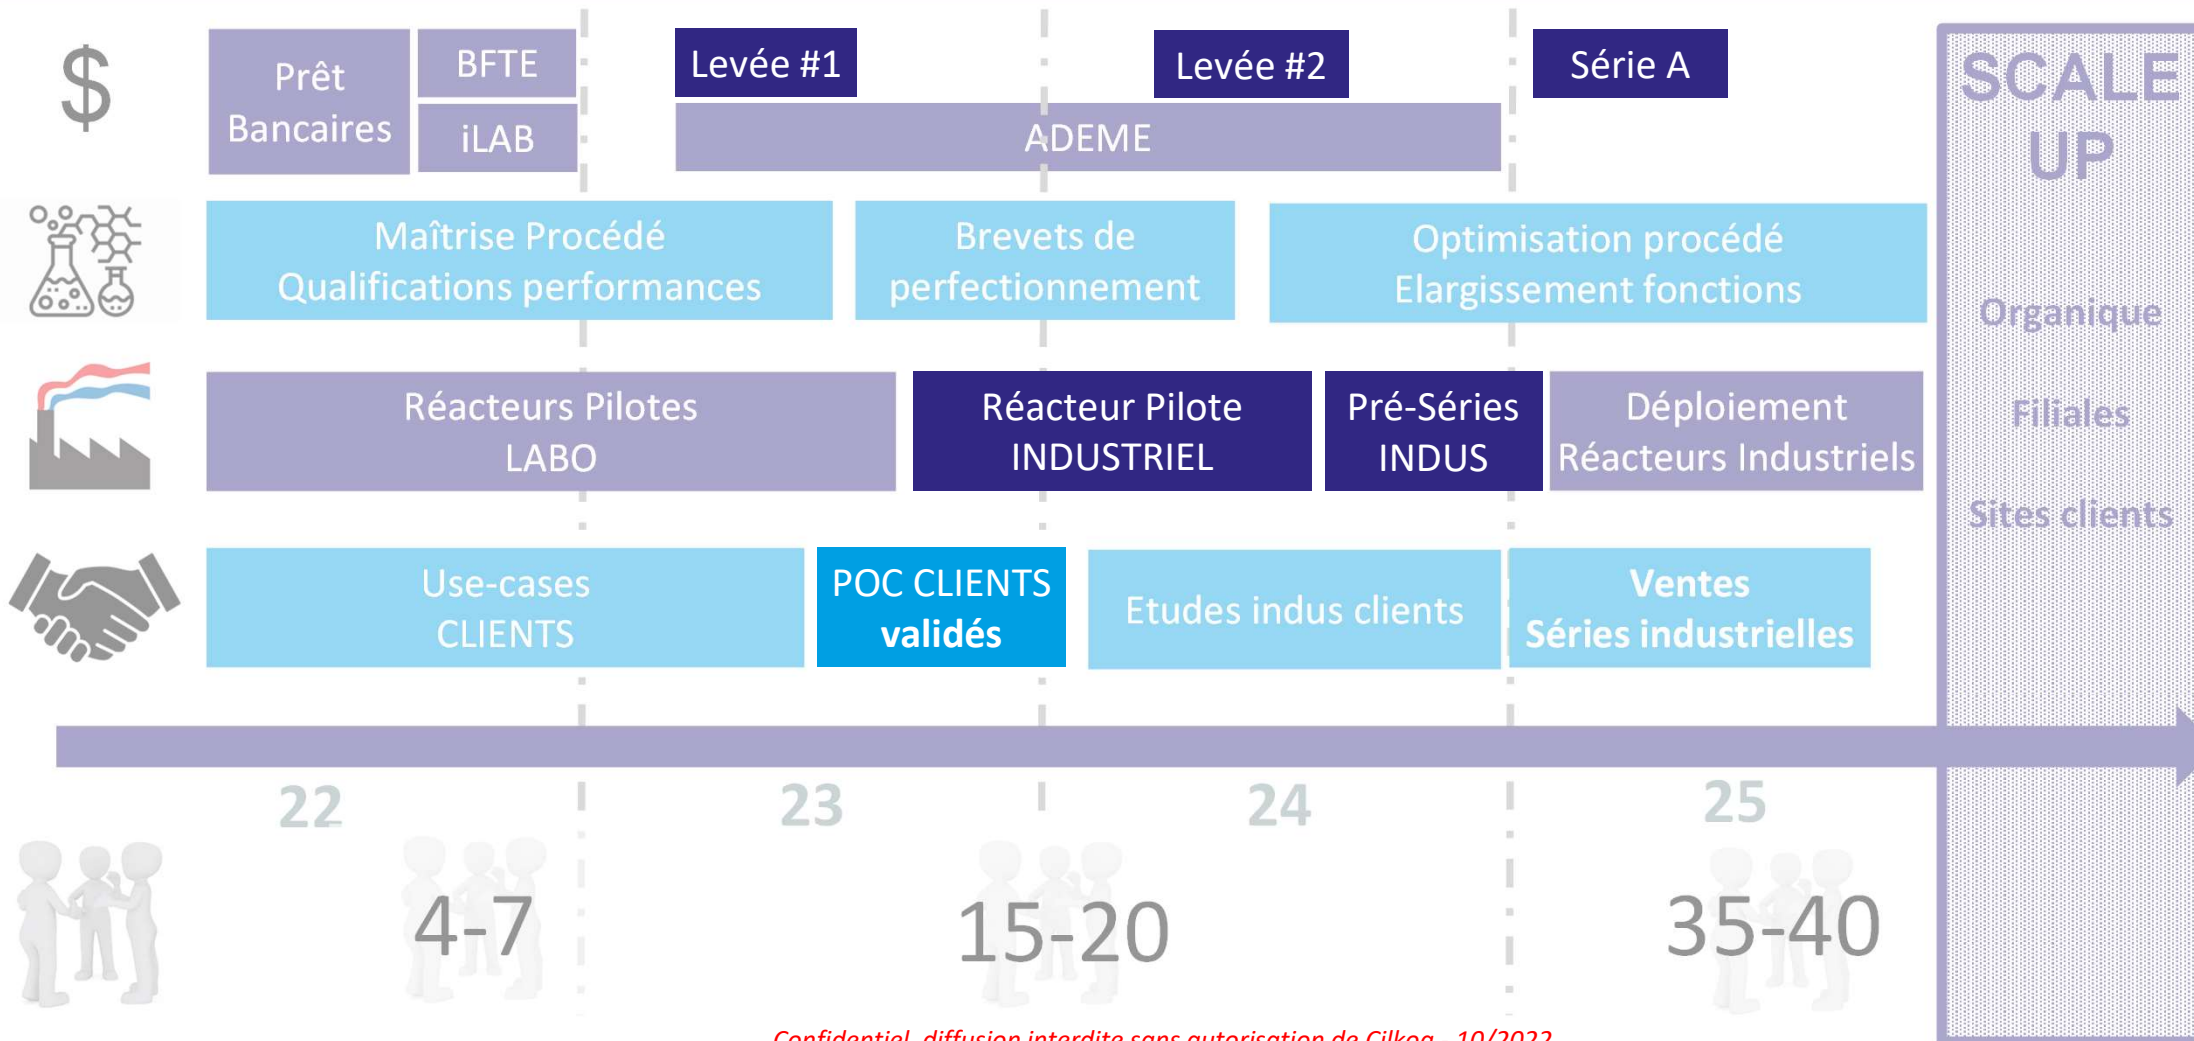 $
Prêt
Bancaires
BFTE
iLAB
Levée #1
Levée #2
Série A
ADEME
SCALE
UP
Maîtrise Procédé
Qualifications performances
Brevets de
perfectionnement
Optimisation procédé
Elargissement fonctions
Organique
Réacteurs Pilotes
LABO
Réacteur Pilote
INDUSTRIEL
Pré-Séries
INDUS
Déploiement
Réacteurs Industriels
Filiales
Sites clients
Use-cases
CLIENTS
POC CLIENTS
validés
Etudes indus clients
Ventes
Séries industrielles
22
23
24
25
4-7
15-20
35-40
Confidentiel, diffusion interdite sans autorisation de Cilkoa - 10/2022